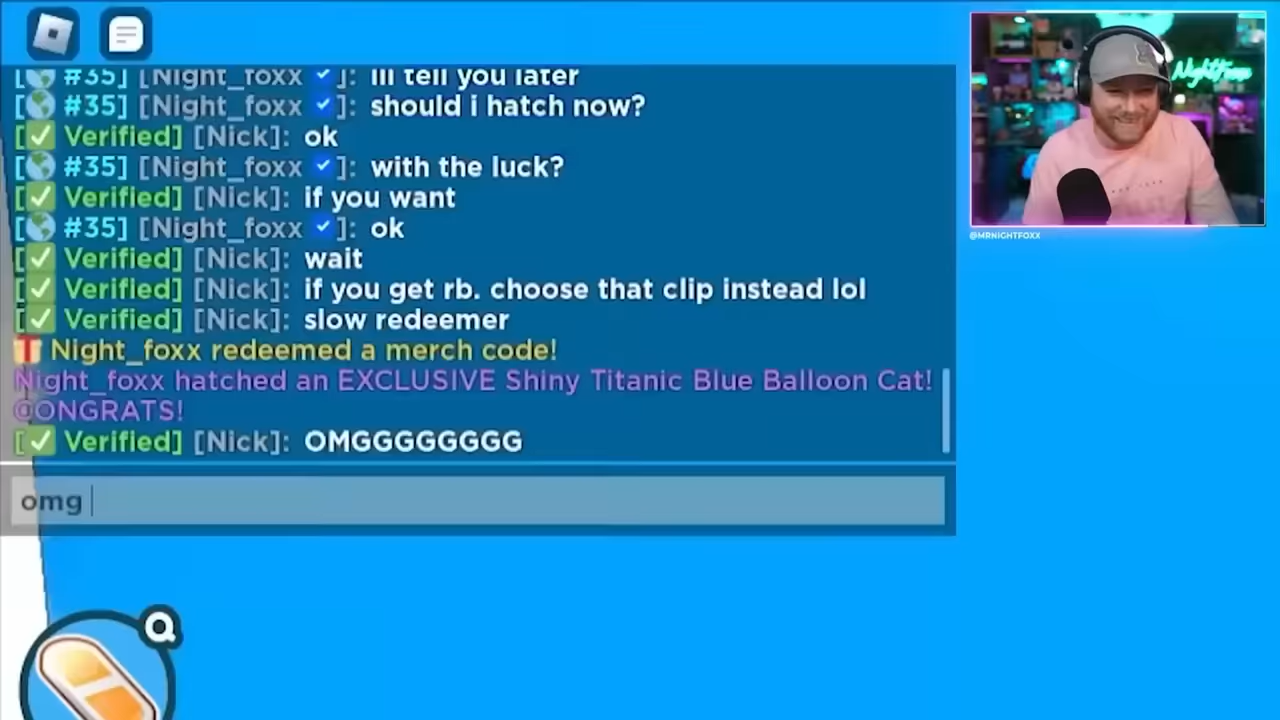 [#35] [Night_foxx]: ill tell you later
[#35] [Night_foxx]: should i hatch now?
[Verified] [Nick]: ok
[#35] [Night_foxx]: with the luck?
[Verified] [Nick]: if you want
[#35] [Night_foxx]: ok
[Verified] [Nick]: wait
[Verified] [Nick]: if you get rb. choose that clip instead lol
[Verified] [Nick]: slow redeemer
Night_foxx redeemed a merch code!
Night_foxx hatched an EXCLUSIVE Shiny Titanic Blue Balloon Cat!
CONGRATS!
[Verified] [Nick]: OMGGGGGGGG
omg
Q
NightFoxx
@MRNIGHTFOXX